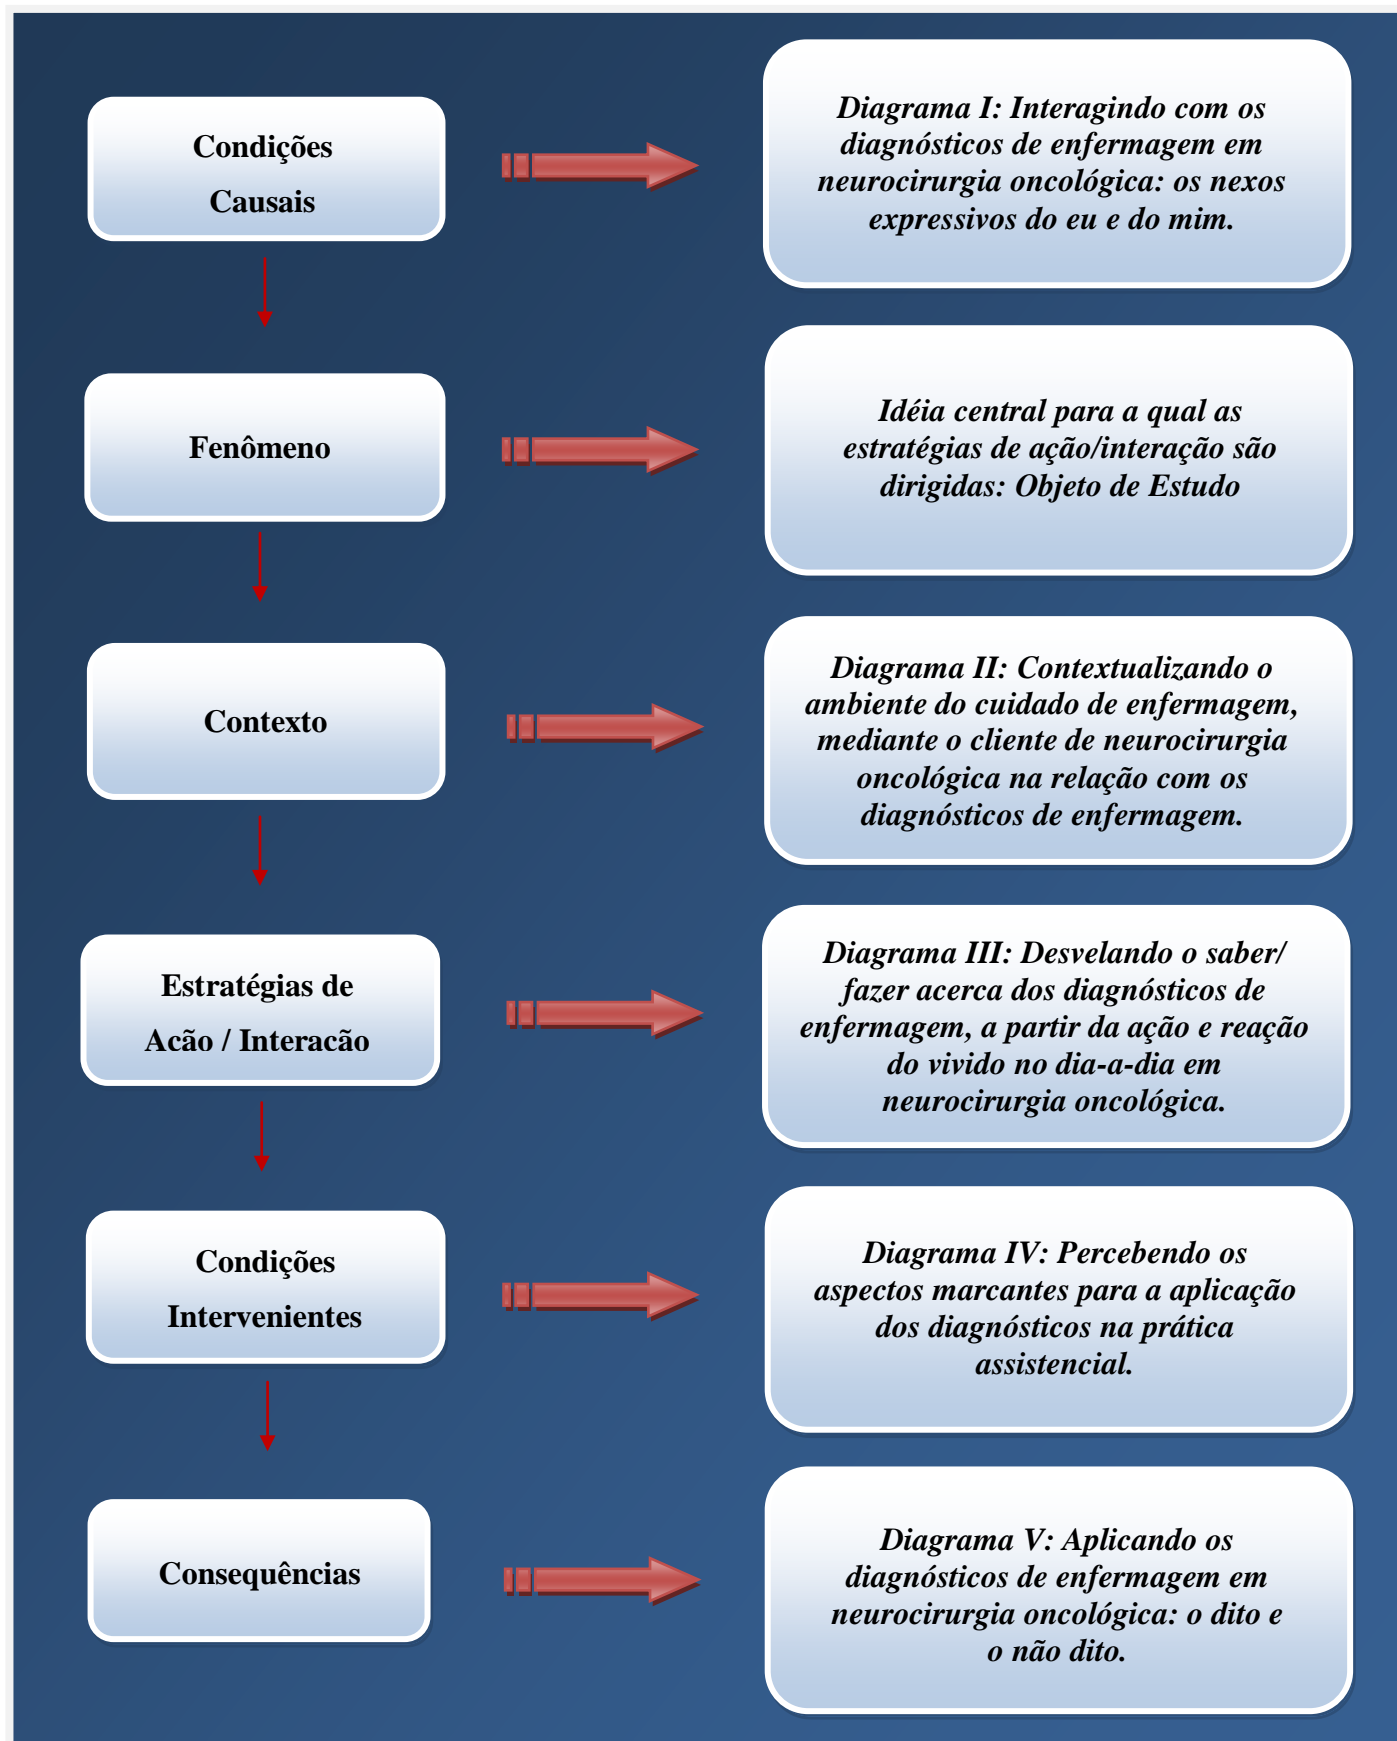 Condições
Causais
Diagrama I: Interagindo com os
diagnósticos de enfermagem em
neurocirurgia oncológica: os nexos
expressivos do eu e do mim.
Fenômeno
Idéia central para a qual as
estratégias de ação/interação são
dirigidas: Objeto de Estudo
Contexto
Diagrama II: Contextualizando o
ambiente do cuidado de enfermagem,
mediante o cliente de neurocirurgia
oncológica na relação com os
diagnósticos de enfermagem.
Estratégias de
Acão / Interacão
Diagrama III: Desvelando o saber/
fazer acerca dos diagnósticos de
enfermagem, a partir da ação e reação
do vivido no dia-a-dia em
neurocirurgia oncológica.
Condições
Intervenientes
Diagrama IV: Percebendo os
aspectos marcantes para a aplicação
dos diagnósticos na prática
assistencial.
Consequências
Diagrama V: Aplicando os
diagnósticos de enfermagem em
neurocirurgia oncológica: o dito e
o não dito.